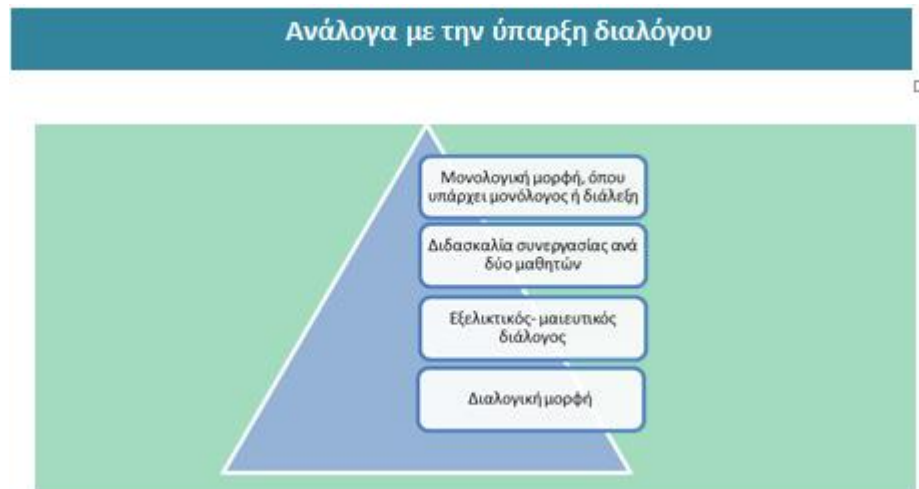 Ανάλογα με την ύπαρξη διαλόγου
Μονολογική μορφή, όπου
υπάρχει μονόλογος ή διάλεξη
Διδασκαλία συνεργασίας ανά
δύο μαθητών
Εξελικτικός- μαιευτικός
διάλογος
Διαλογική μορφή